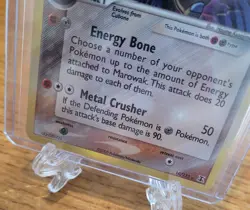 Evolves from
Cubone
This Pokémon is both
Energy Bone
Choose a number of your opponent's
Pokémon up to the amount of Energy
attached to Marowak. This attack does 20
damage to each of them.
Metal Crusher
50
If the Defending Pokémon is Pokémon,
this attack's base damage is 90.